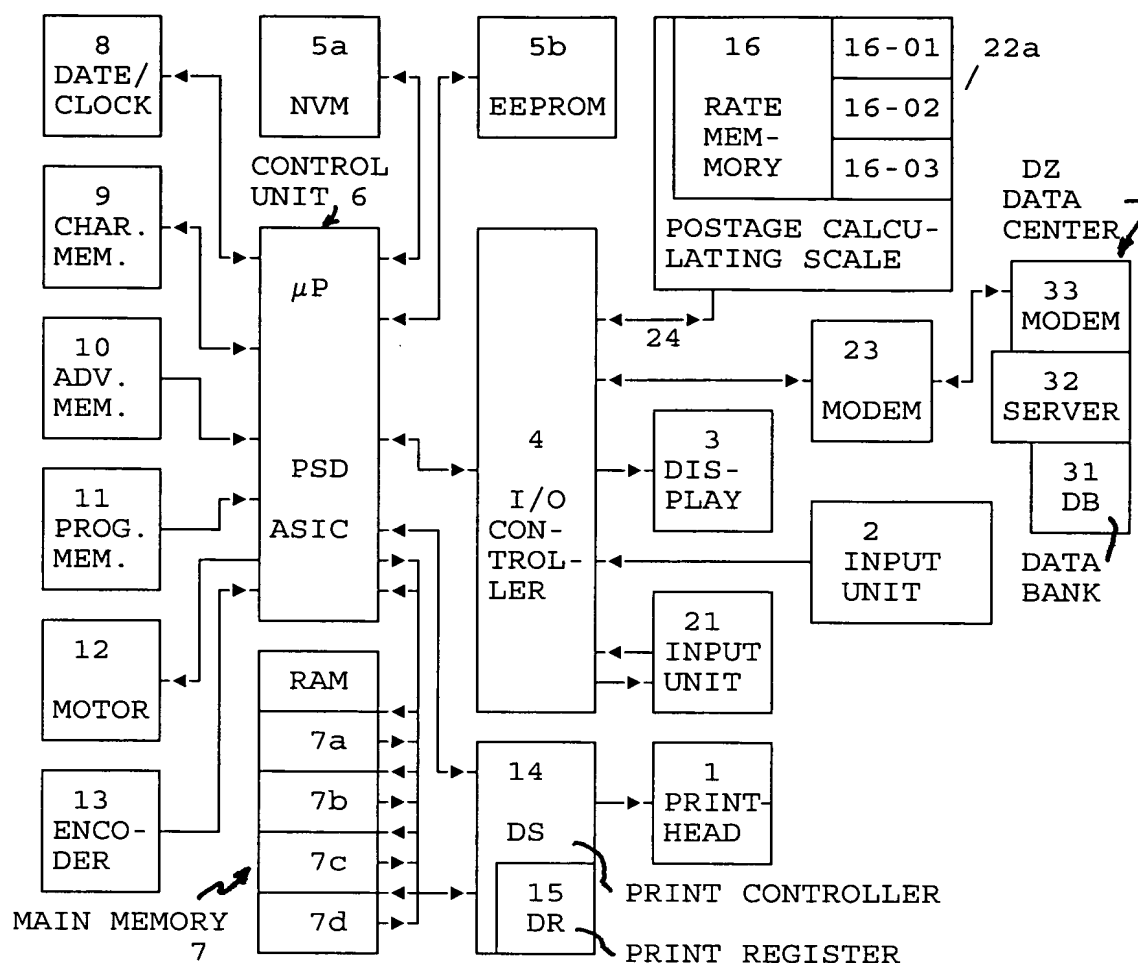 8
DATE/
CLOCK
5a
NVM
5b
EEPROM
16
RATE
MEM-
MORY
16-01
16-02
16-03
22a
POSTAGE CALCU-
LATING SCALE
CONTROL
UNIT 6
9
CHAR.
MEM.
µP
PSD
ASIC
10
ADV.
MEM.
11
PROG.
MEM.
12
MOTOR
13
ENCO-
DER
4
I/O
CON-
TROL-
LER
24
23
MODEM
DZ
DATA
CENTER
33
MODEM
32
SERVER
31
DB
DATA
BANK
3
DIS-
PLAY
2
INPUT
UNIT
21
INPUT
UNIT
RAM
7a
7b
7c
7d
MAIN MEMORY
7
14
DS
15
DR
1
PRINT-
HEAD
PRINT CONTROLLER
PRINT REGISTER